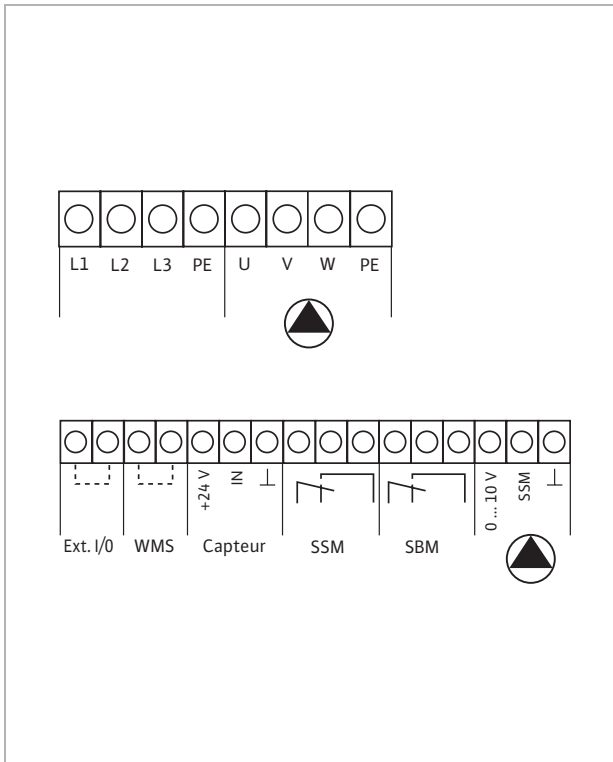 L1 L2 L3 PE U V W PE
+24 V IN 0 ... 10 V SSM
Ext. I/0 WMS Capteur SSM SBM